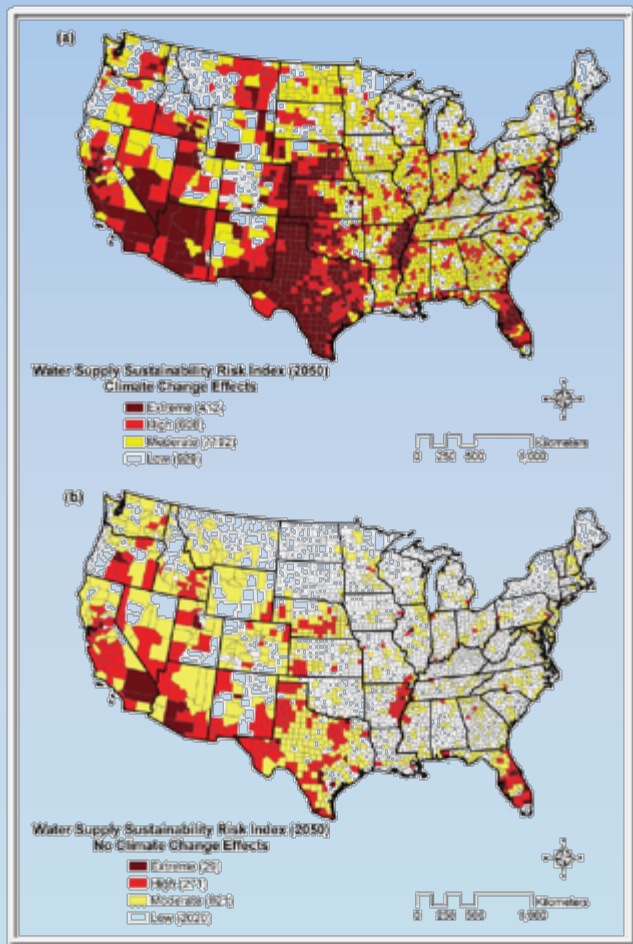 (a)
Water Supply Sustainability Risk Index (2050)
Climate Change Effects
Extreme (412)
High (608)
Moderate (1192)
Low (929)
Kilometers
0 250 500 1,000
(b)
Water Supply Sustainability Risk Index (2050)
No Climate Change Effects
Extreme (29)
High (271)
Moderate (821)
Low (2020)
Kilometers
0 250 500 1,000